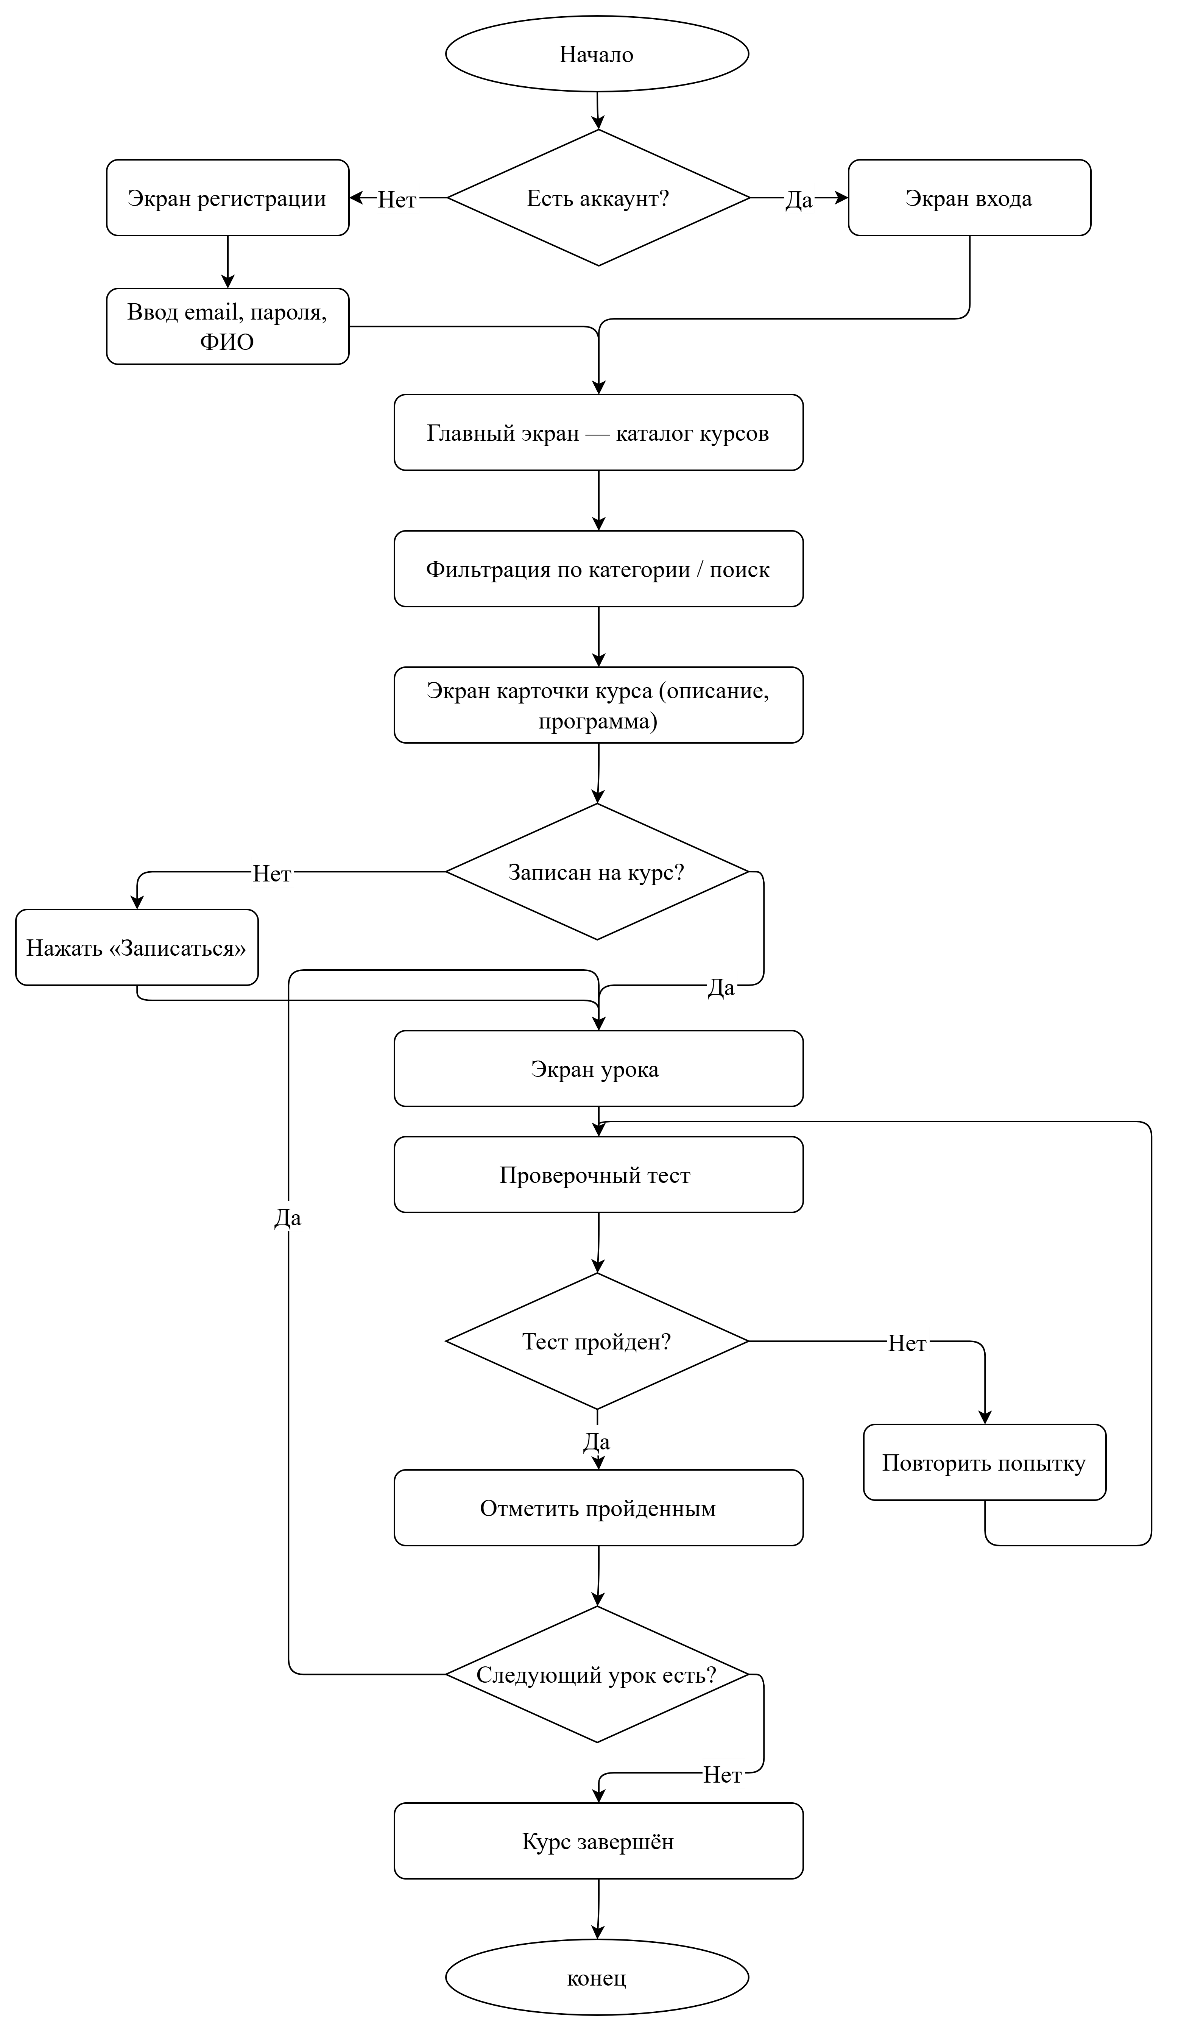 Начало
Есть аккаунт?
Нет
Да
Экран регистрации
Экран входа
Ввод email, пароля,
ФИО
Главный экран — каталог курсов
Фильтрация по категории / поиск
Экран карточки курса (описание,
программа)
Записан на курс?
Нет
Нажать «Записаться»
Да
Экран урока
Проверочный тест
Да
Тест пройден?
Нет
Да
Повторить попытку
Отметить пройденным
Следующий урок есть?
Нет
Курс завершён
конец